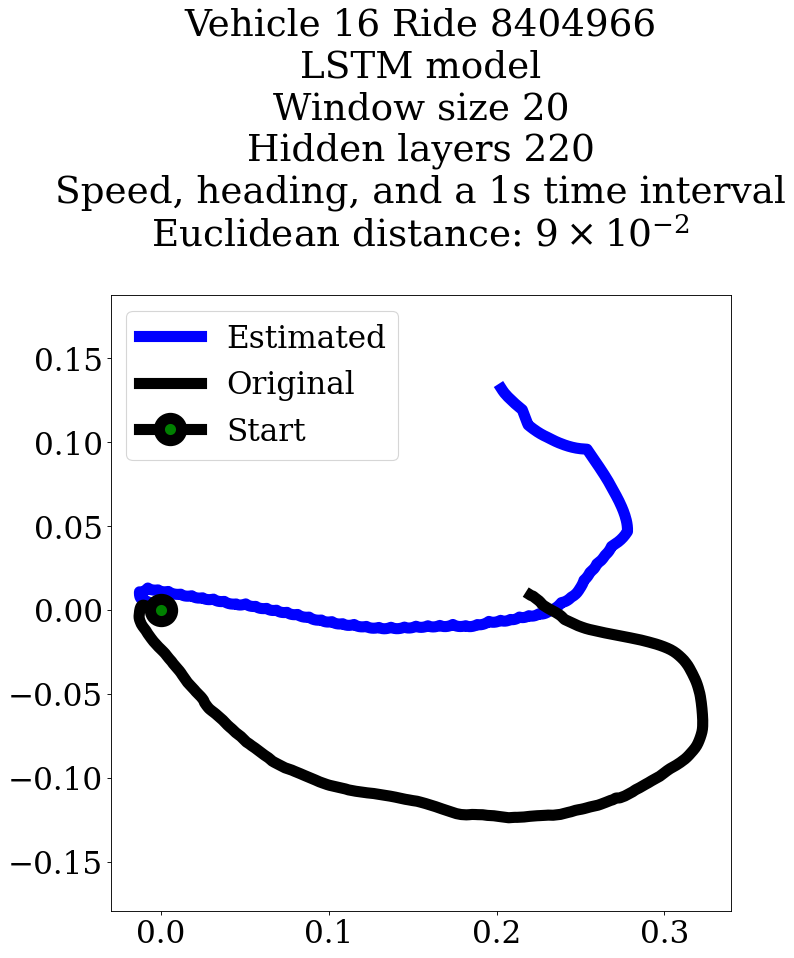 Vehicle 16 Ride 8404966
LSTM model
Window size 20
Hidden layers 220
Speed, heading, and a 1s time interval
Euclidean distance: 9 × 10⁻²
Estimated
Original
Start
0.15
0.10
0.05
0.00
−0.05
−0.10
−0.15
0.0 0.1 0.2 0.3